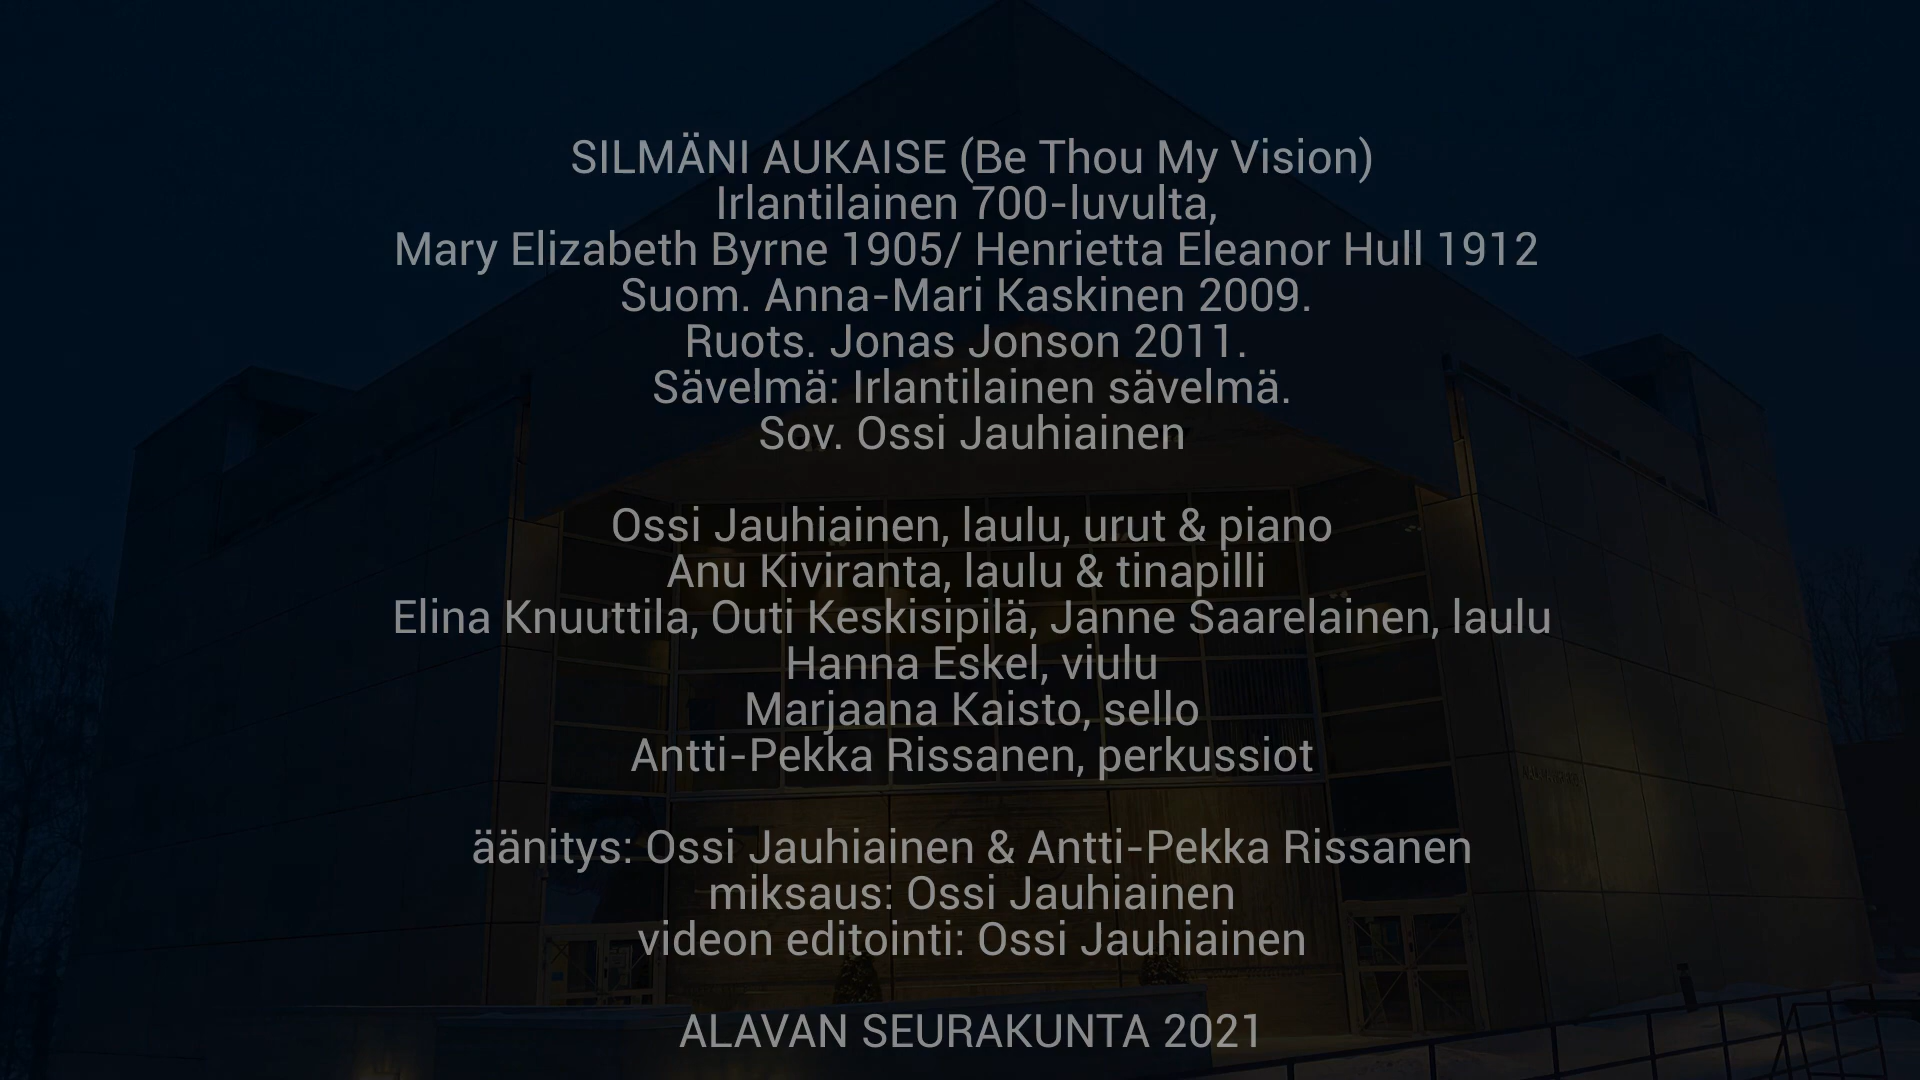 SILMÄNI AUKAISE (Be Thou My Vision)
Irlantilainen 700-luvulta,
Mary Elizabeth Byrne 1905/ Henrietta Eleanor Hull 1912
Suom. Anna-Mari Kaskinen 2009.
Ruots. Jonas Jonson 2011.
Sävelmä: Irlantilainen sävelmä.
Sov. Ossi Jauhiainen
Ossi Jauhiainen, laulu, urut & piano
Anu Kiviranta, laulu & tinapilli
Elina Knuuttila, Outi Keskisipilä, Janne Saarelainen, laulu
Hanna Eskel, viulu
Marjaana Kaisto, sello
Antti-Pekka Rissanen, perkussiot
äänitys: Ossi Jauhiainen & Antti-Pekka Rissanen
miksaus: Ossi Jauhiainen
videon editointi: Ossi Jauhiainen
ALAVAN SEURAKUNTA 2021